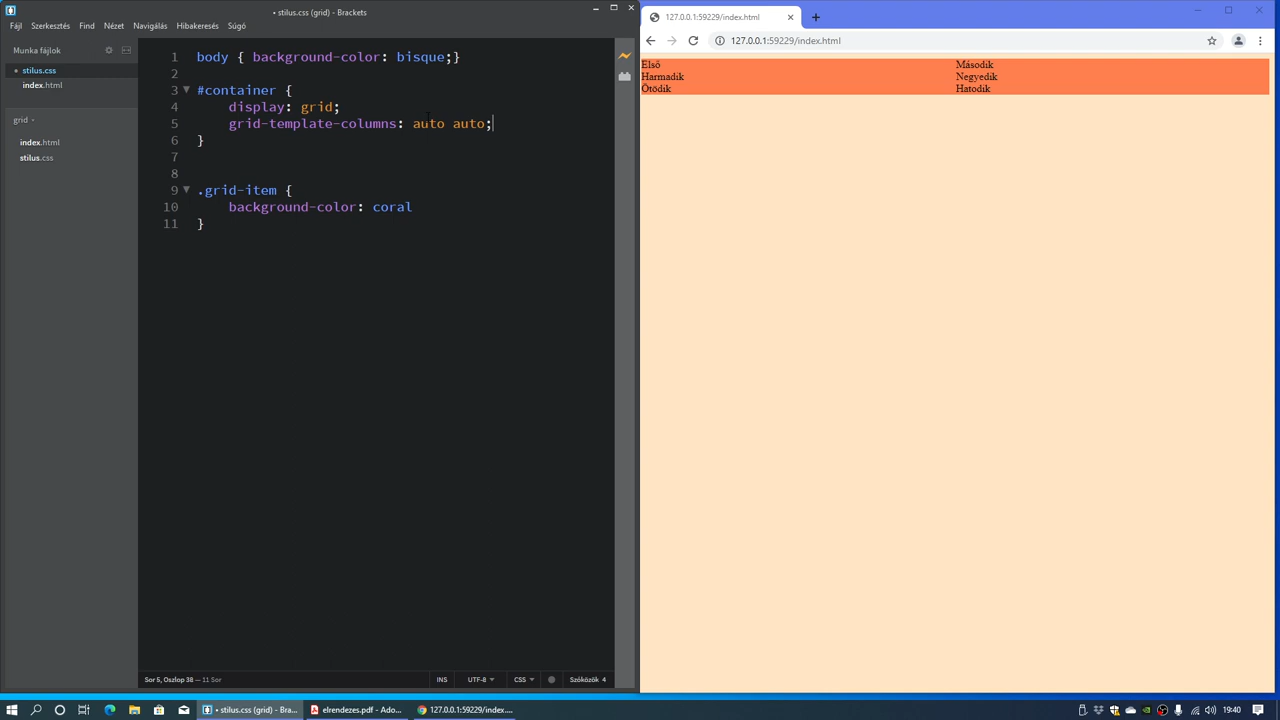 • stilus.css (grid) - Brackets
Fájl Szerkesztés Find Nézet Navigálás Hibakeresés Súgó
Munka fájlok
• stilus.css
index.html
grid
index.html
stilus.css
1 body { background-color: bisque;}
2
3 #container {
4 display: grid;
5 grid-template-columns: auto auto;
6 }
7
8
9 .grid-item {
10 background-color: coral
11 }
Sor 5, Oszlop 38 — 11 Sor
INS UTF-8 CSS Szóközök 4
127.0.0.1:59229/index.html
127.0.0.1:59229/index.html
Első Második
Harmadik Negyedik
Ötödik Hatodik
• stilus.css (grid) - Bra...
elrendezes.pdf - Ado...
127.0.0.1:59229/index....
19:40